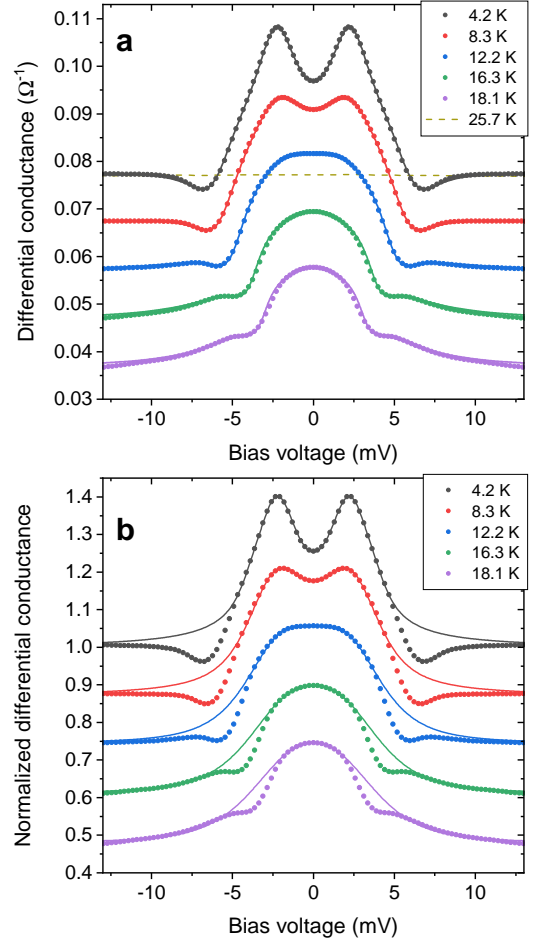 a
4.2 K
8.3 K
12.2 K
16.3 K
18.1 K
25.7 K
0.11
0.10
0.09
0.08
0.07
0.06
0.05
0.04
0.03
Differential conductance (Ω⁻¹)
-10 -5 0 5 10
Bias voltage (mV)
b
4.2 K
8.3 K
12.2 K
16.3 K
18.1 K
1.4
1.3
1.2
1.1
1.0
0.9
0.8
0.7
0.6
0.5
0.4
Normalized differential conductance
-10 -5 0 5 10
Bias voltage (mV)